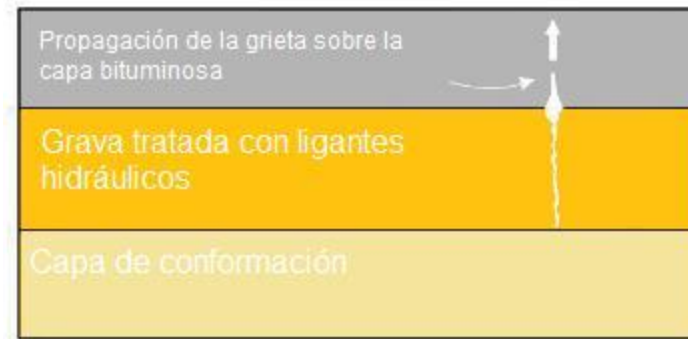 Propagación de la grieta sobre la
capa bituminosa
Grava tratada con ligantes
hidráulicos
Capa de conformación